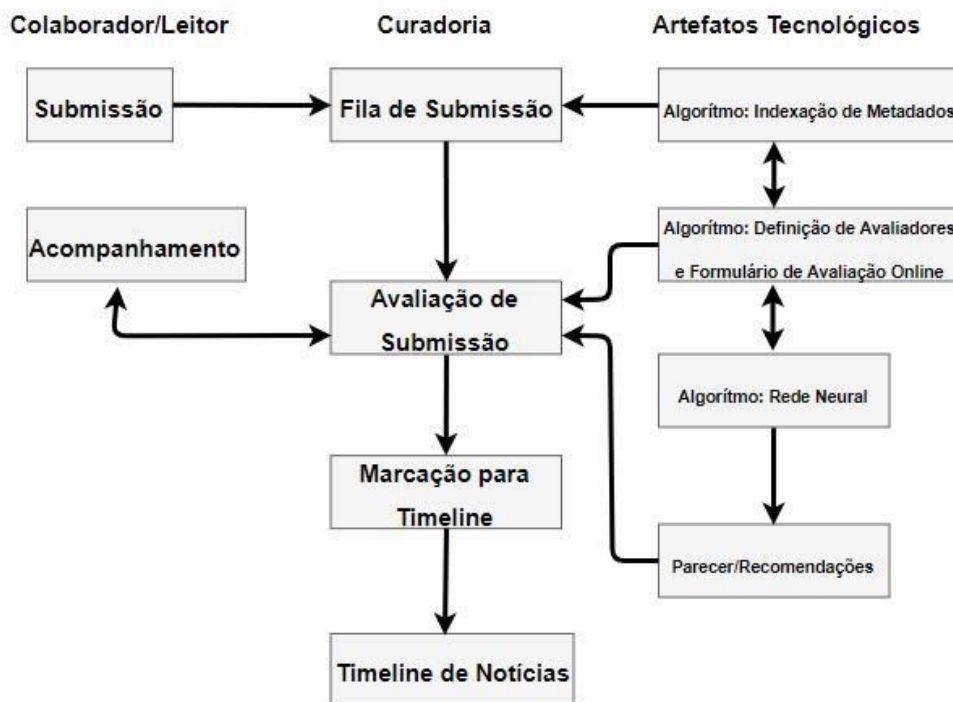 Colaborador/Leitor
Curadoria
Artefatos Tecnológicos
Submissão
Fila de Submissão
Algorítmo: Indexação de Metadados
Acompanhamento
Algorítmo: Definição de Avaliadores
e Formulário de Avaliação Online
Avaliação de
Submissão
Algorítmo: Rede Neural
Marcação para
Timeline
Parecer/Recomendações
Timeline de Notícias